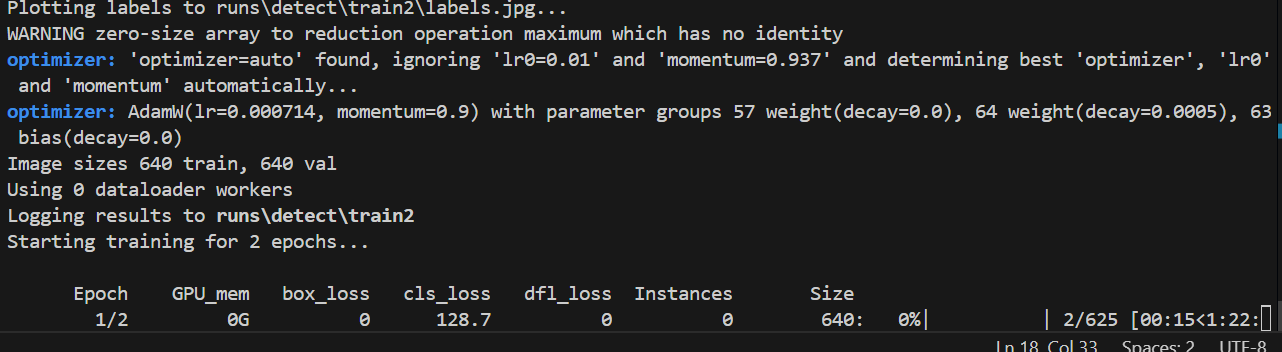 Plotting labels to runs\detect\train2\labels.jpg...
WARNING zero-size array to reduction operation maximum which has no identity
optimizer: 'optimizer=auto' found, ignoring 'lr0=0.01' and 'momentum=0.937' and determining best 'optimizer', 'lr0'
and 'momentum' automatically...
optimizer: AdamW(lr=0.000714, momentum=0.9) with parameter groups 57 weight(decay=0.0), 64 weight(decay=0.0005), 63
bias(decay=0.0)
Image sizes 640 train, 640 val
Using 0 dataloader workers
Logging results to runs\detect\train2
Starting training for 2 epochs...
Epoch GPU_mem box_loss cls_loss dfl_loss Instances Size
1/2 0G 0 128.7 0 0 640: 0%| | 2/625 [00:15<1:22:
Ln 18, Col 33 Spaces: 2 UTF-8